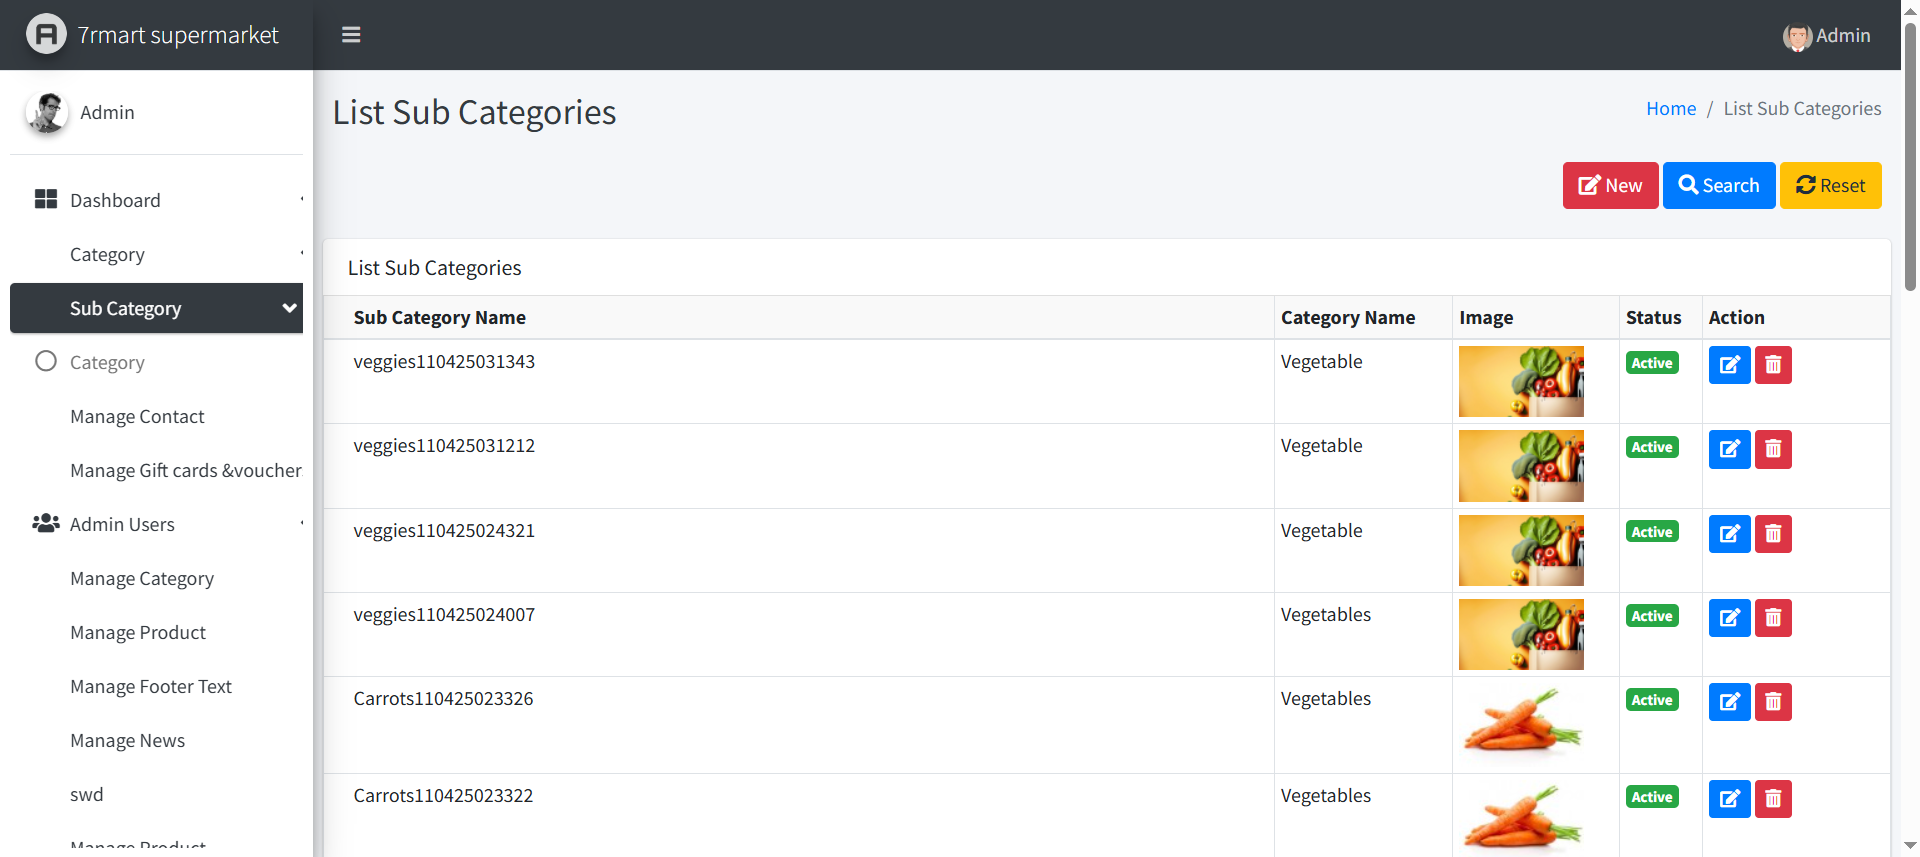 7rmart supermarket
Admin
Admin
List Sub Categories
Home / List Sub Categories
New
Search
Reset
Dashboard
Category
Sub Category
Category
Manage Contact
Manage Gift cards &voucher
Admin Users
Manage Category
Manage Product
Manage Footer Text
Manage News
swd
Manage Product
List Sub Categories
Sub Category Name Category Name Image Status Action
veggies110425031343 Vegetable Active
veggies110425031212 Vegetable Active
veggies110425024321 Vegetable Active
veggies110425024007 Vegetables Active
Carrots110425023326 Vegetables Active
Carrots110425023322 Vegetables Active